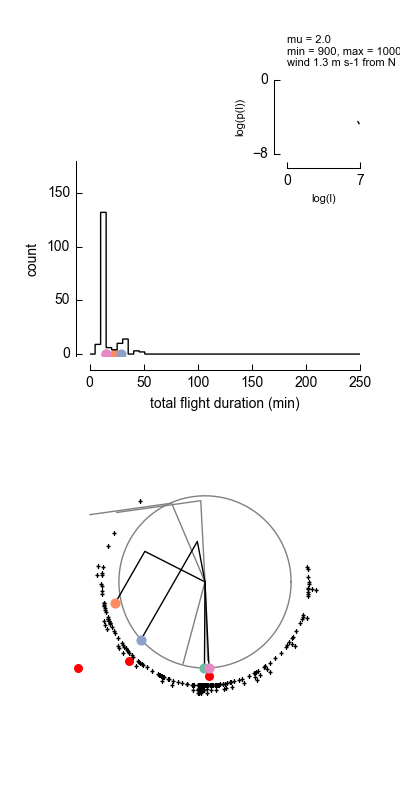 mu = 2.0
min = 900, max = 1000
wind 1.3 m s-1 from N
log(p(l))
0
−8
0 7
log(l)
count
150
100
50
0
0 50 100 150 200 250
total flight duration (min)